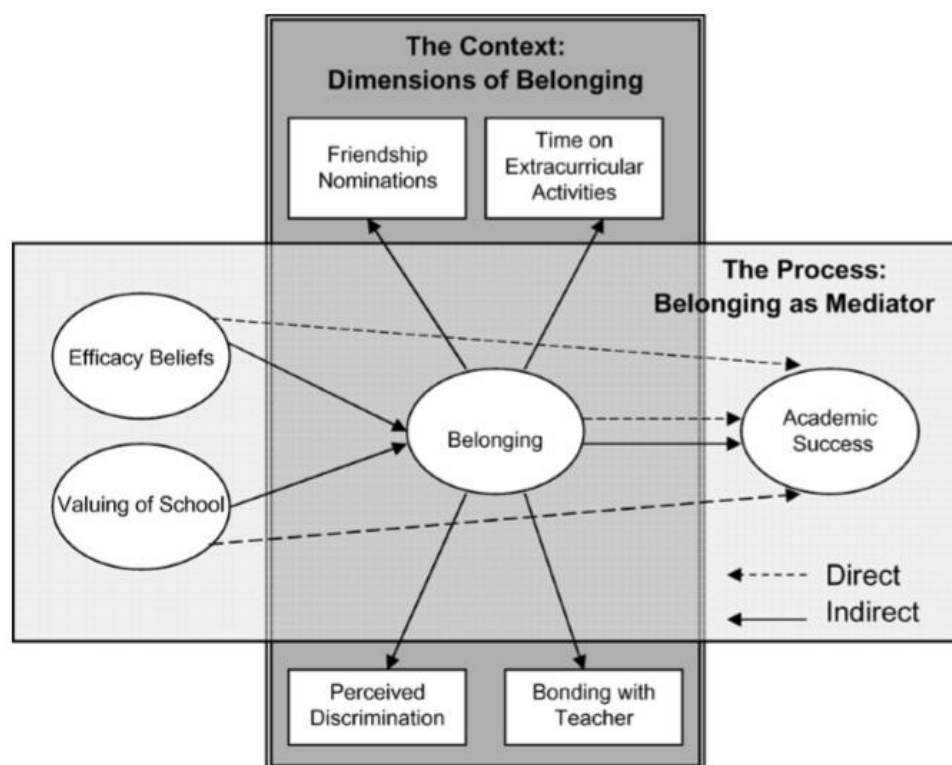 The Context:
Dimensions of Belonging
Friendship
Nominations
Time on
Extracurricular
Activities
The Process:
Belonging as Mediator
Efficacy Beliefs
Valuing of School
Belonging
Academic
Success
Direct
Indirect
Perceived
Discrimination
Bonding with
Teacher